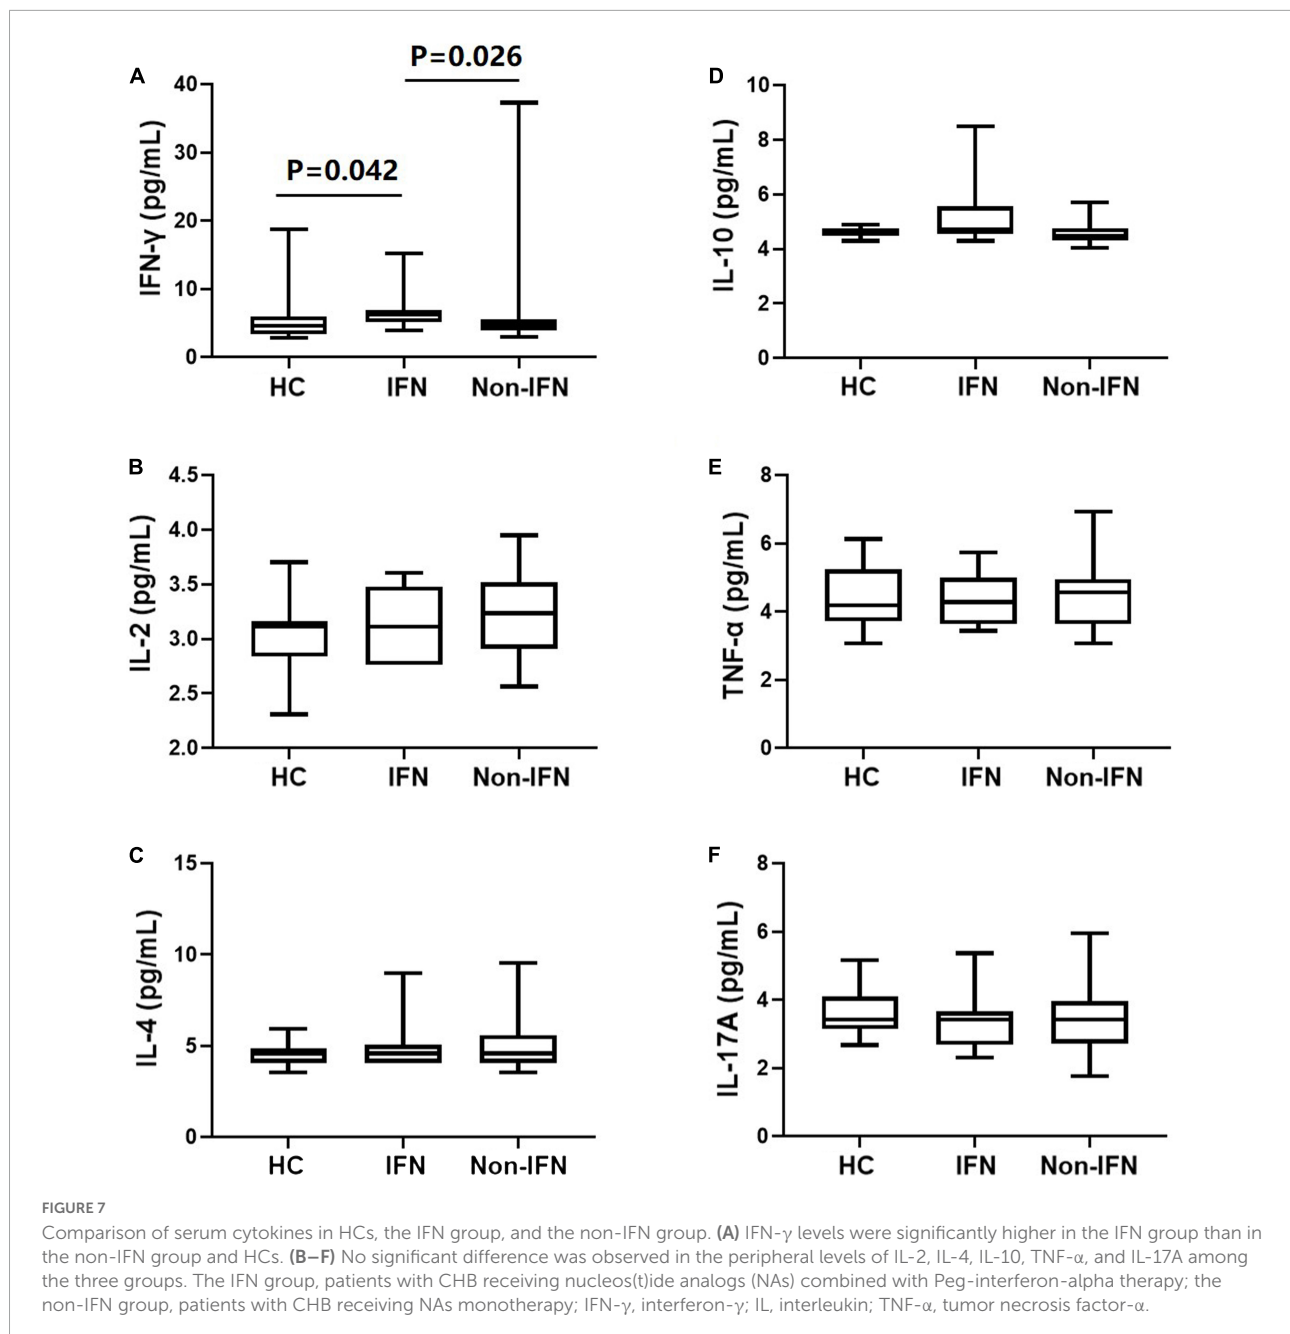 A
P=0.026
P=0.042
IFN-γ (pg/mL)
40
30
20
10
0
HC IFN Non-IFN
D
IL-10 (pg/mL)
10
8
6
4
2
0
HC IFN Non-IFN
B
IL-2 (pg/mL)
4.5
4.0
3.5
3.0
2.5
2.0
HC IFN Non-IFN
E
TNF-α (pg/mL)
8
6
4
2
0
HC IFN Non-IFN
C
IL-4 (pg/mL)
15
10
5
0
HC IFN Non-IFN
F
IL-17A (pg/mL)
8
6
4
2
0
HC IFN Non-IFN
FIGURE 7
Comparison of serum cytokines in HCs, the IFN group, and the non-IFN group. (A) IFN-γ levels were significantly higher in the IFN group than in
the non-IFN group and HCs. (B–F) No significant difference was observed in the peripheral levels of IL-2, IL-4, IL-10, TNF-α, and IL-17A among
the three groups. The IFN group, patients with CHB receiving nucleos(t)ide analogs (NAs) combined with Peg-interferon-alpha therapy; the
non-IFN group, patients with CHB receiving NAs monotherapy; IFN-γ, interferon-γ; IL, interleukin; TNF-α, tumor necrosis factor-α.